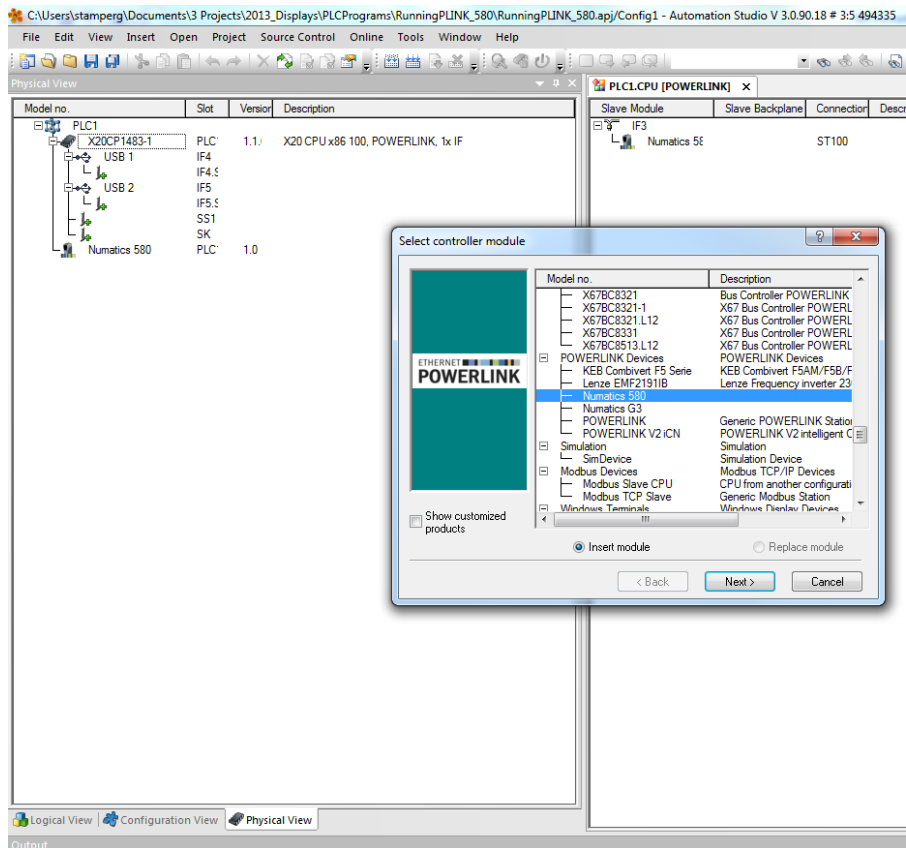 C:\Users\stamperg\Documents\3 Projects\2013_Displays\PLCPrograms\RunningPLINK_580\RunningPLINK_580.apj/Config1 - Automation Studio V 3.0.90.18 # 3:5 494335
File Edit View Insert Open Project Source Control Online Tools Window Help
Physical View
Model no. Slot Version Description
PLC1
X20CP1483-1 PLC 1.1. X20 CPU x86 100, POWERLINK, 1x IF
USB 1 IF4
IF4.S
USB 2 IF5
IF5.S
SS1
SK
Numatics 580 PLC 1.0
PLC1.CPU [POWERLINK]
Slave Module Slave Backplane Connection Descr
IF3
Numatics 58 ST100
Select controller module
ETHERNET
POWERLINK
Show customized
products
Model no. Description
X67BC8321 Bus Controller POWERLINK
X67BC8321-1 X67 Bus Controller POWERL
X67BC8321.L12 X67 Bus Controller POWERL
X67BC8331 X67 Bus Controller POWERL
X67BC8513.L12 X67 Bus Controller POWERL
POWERLINK Devices POWERLINK Devices
KEB Combivert F5 Serie KEB Combivert F5AM/F5B/F
Lenze EMF2191IB Lenze Frequency inverter 23
Numatics 580
Numatics G3
POWERLINK Generic POWERLINK Station
POWERLINK V2 iCN POWERLINK V2 intelligent C
Simulation Simulation
SimDevice Simulation Device
Modbus Devices Modbus TCP/IP Devices
Modbus Slave CPU CPU from another configurati
Modbus TCP Slave Generic Modbus Station
Windows Terminals Windows Display Devices
Insert module Replace module
< Back Next > Cancel
Logical View Configuration View Physical View
Output